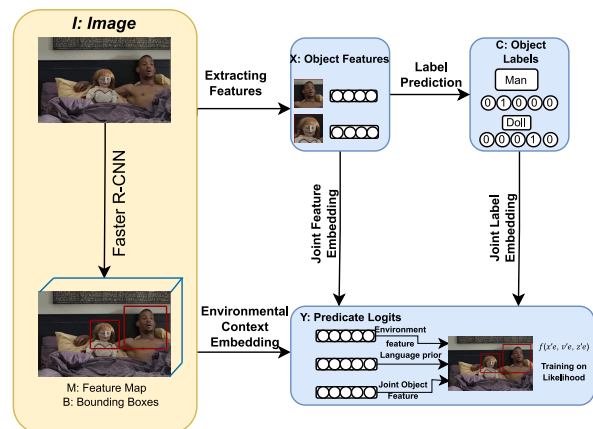 I: Image
Faster R-CNN
M: Feature Map
B: Bounding Boxes
Extracting
Features
X: Object Features
Label
Prediction
C: Object
Labels
Man
0 1 0 0 0
Doll
0 0 0 1 0
Joint Feature
Embedding
Joint Label
Embedding
Environmental
Context
Embedding
Y: Predicate Logits
Environment
feature
Language prior
Joint Object
Feature
f(x'e, v'e, z'e)
Training on
Likelihood